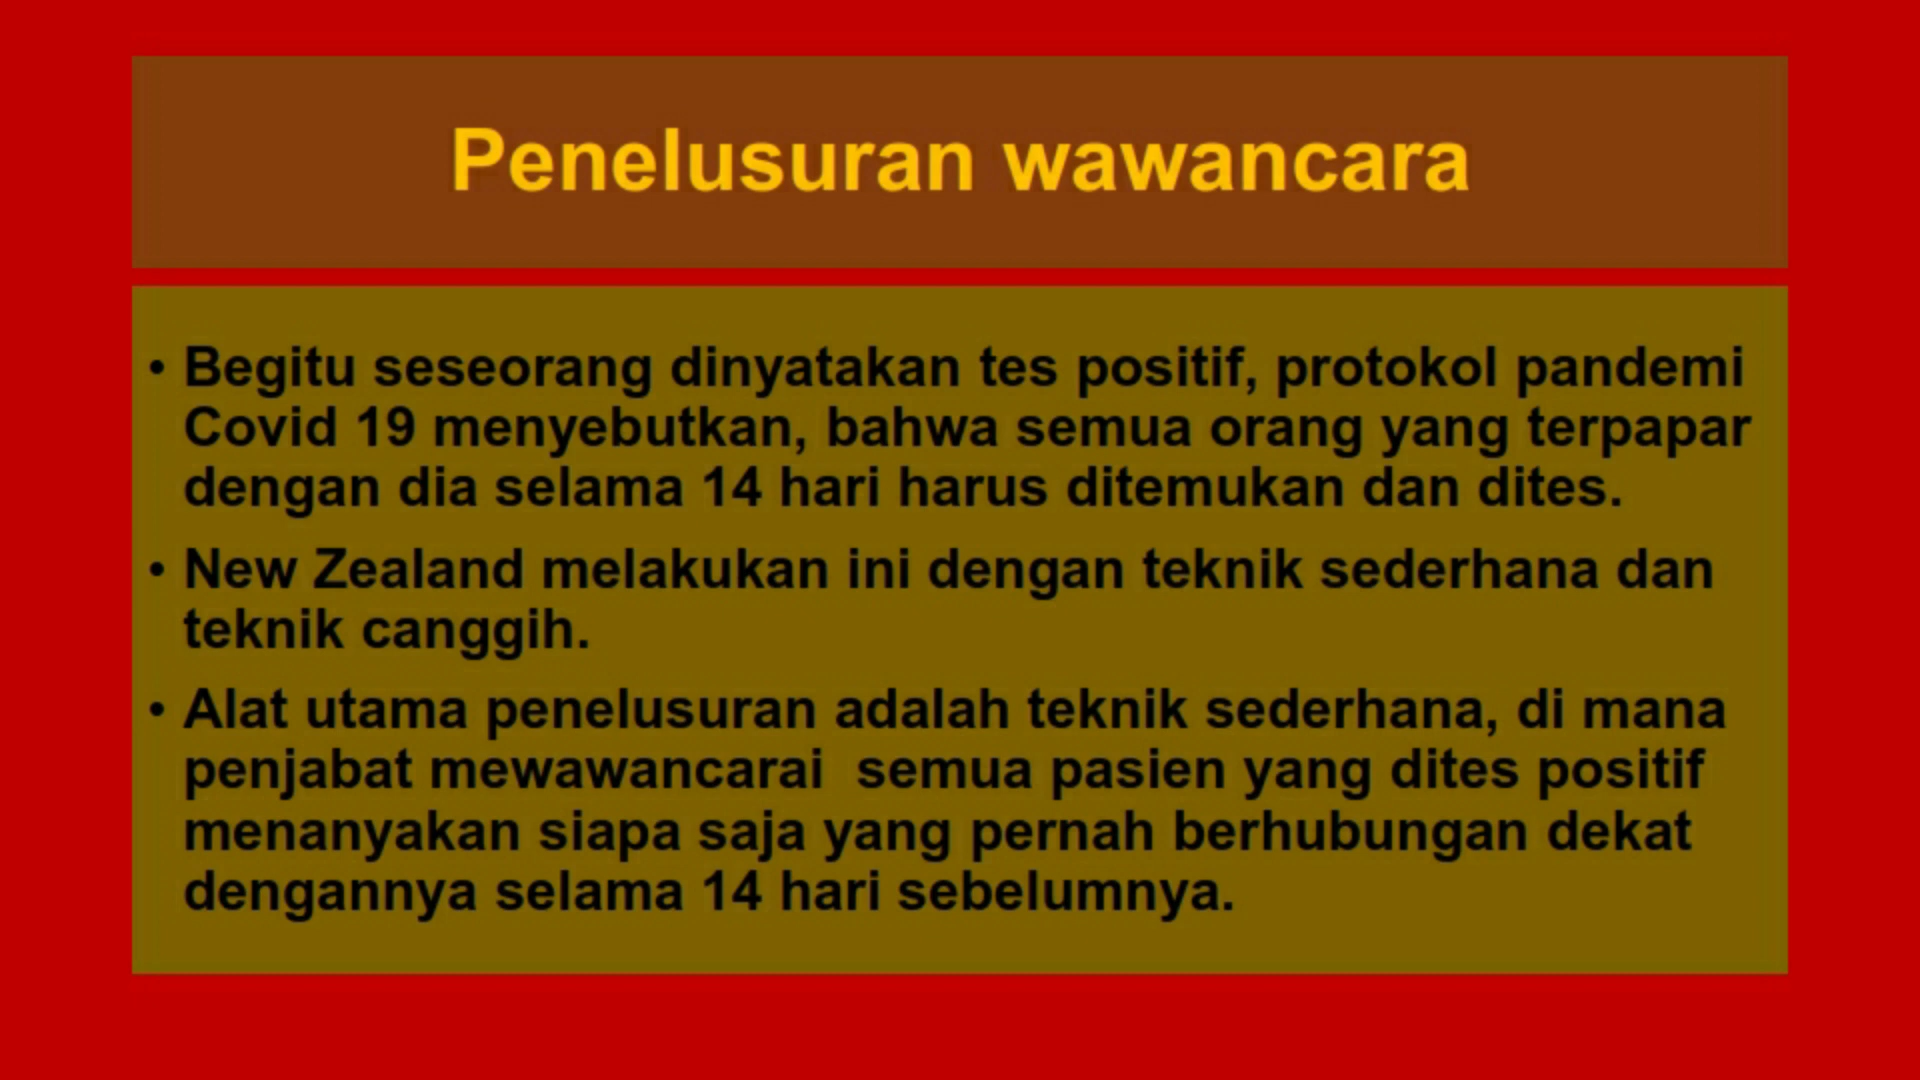 Penelusuran wawancara
• Begitu seseorang dinyatakan tes positif, protokol pandemi
Covid 19 menyebutkan, bahwa semua orang yang terpapar
dengan dia selama 14 hari harus ditemukan dan dites.
• New Zealand melakukan ini dengan teknik sederhana dan
teknik canggih.
• Alat utama penelusuran adalah teknik sederhana, di mana
penjabat mewawancarai  semua pasien yang dites positif
menanyakan siapa saja yang pernah berhubungan dekat
dengannya selama 14 hari sebelumnya.